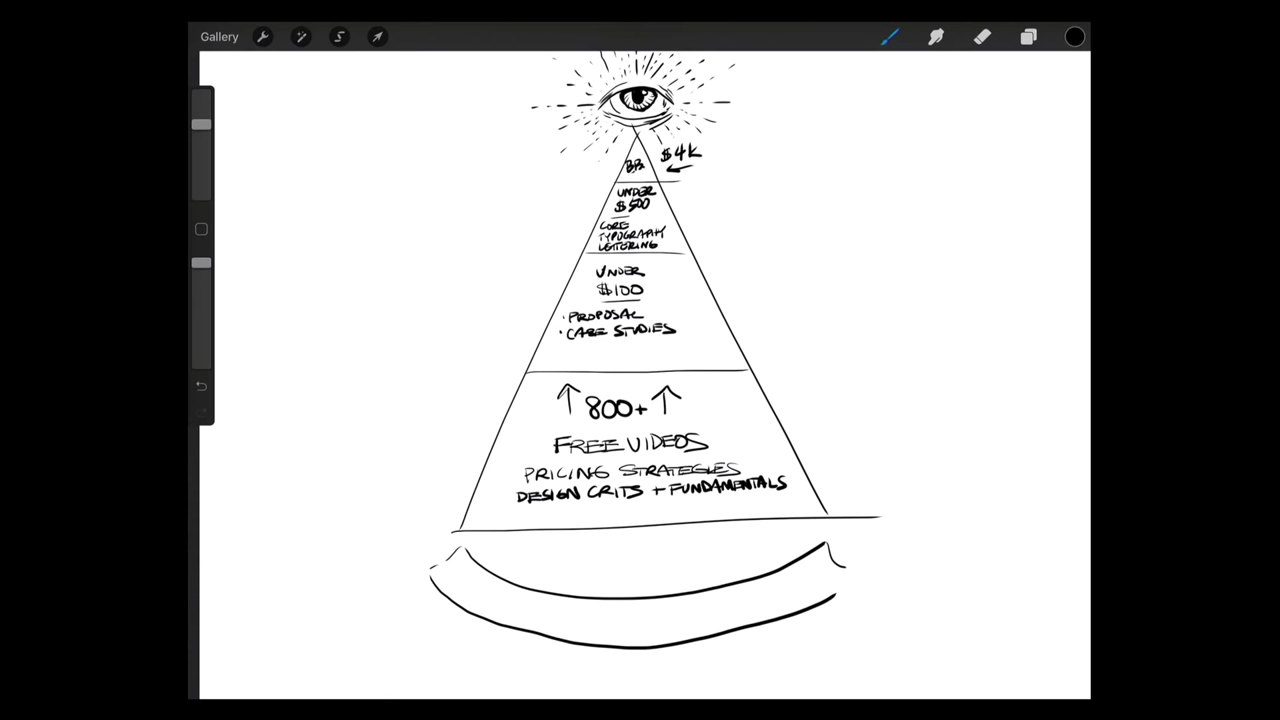 Gallery
$4K
BB
UNDER
$500
CORE
TYPOGRAPHY
LETTERING
UNDER
$100
· PROPOSAL
· CASE STUDIES
↑ 800+ ↑
FREE VIDEOS
PRICING STRATEGIES
DESIGN CRITS + FUNDAMENTALS